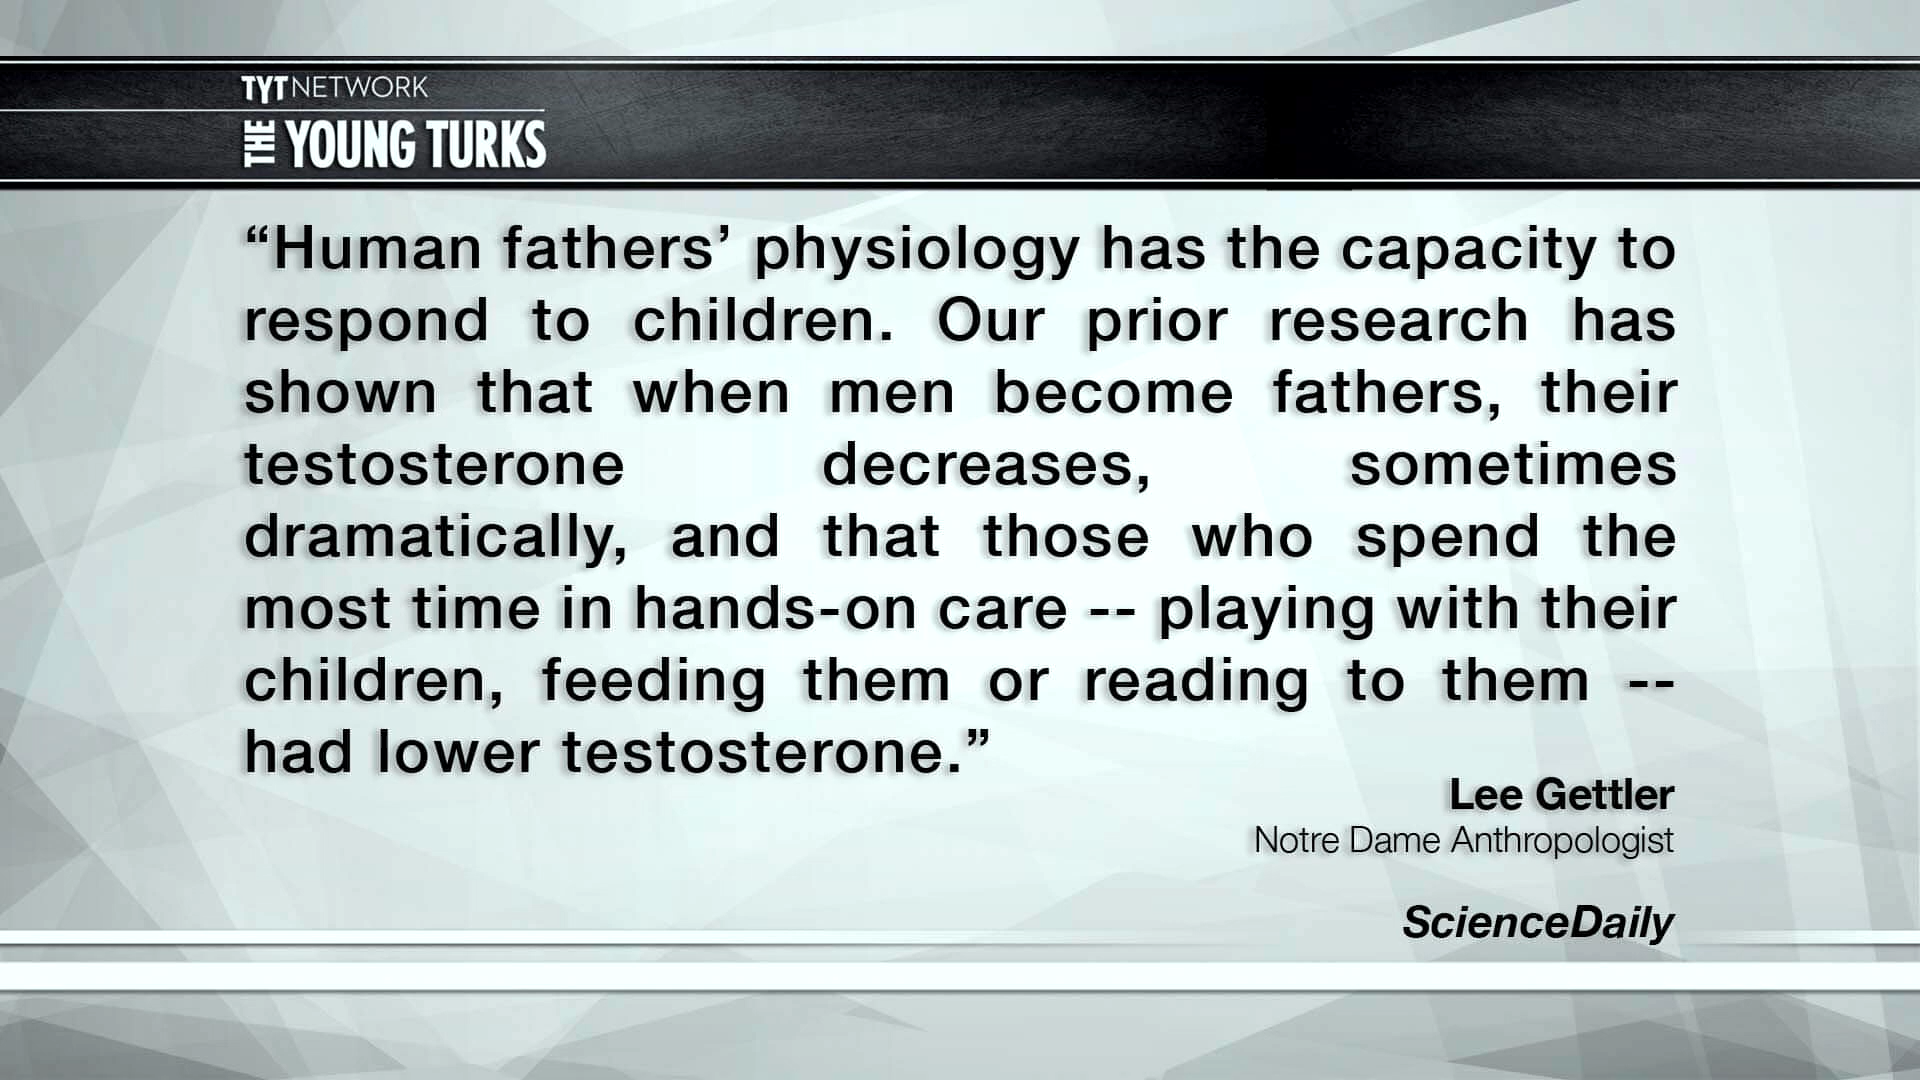 TYTNETWORK
THE YOUNG TURKS
“Human fathers’ physiology has the capacity to
respond to children. Our prior research has
shown that when men become fathers, their
testosterone decreases, sometimes
dramatically, and that those who spend the
most time in hands-on care -- playing with their
children, feeding them or reading to them --
had lower testosterone.”
Lee Gettler
Notre Dame Anthropologist
ScienceDaily